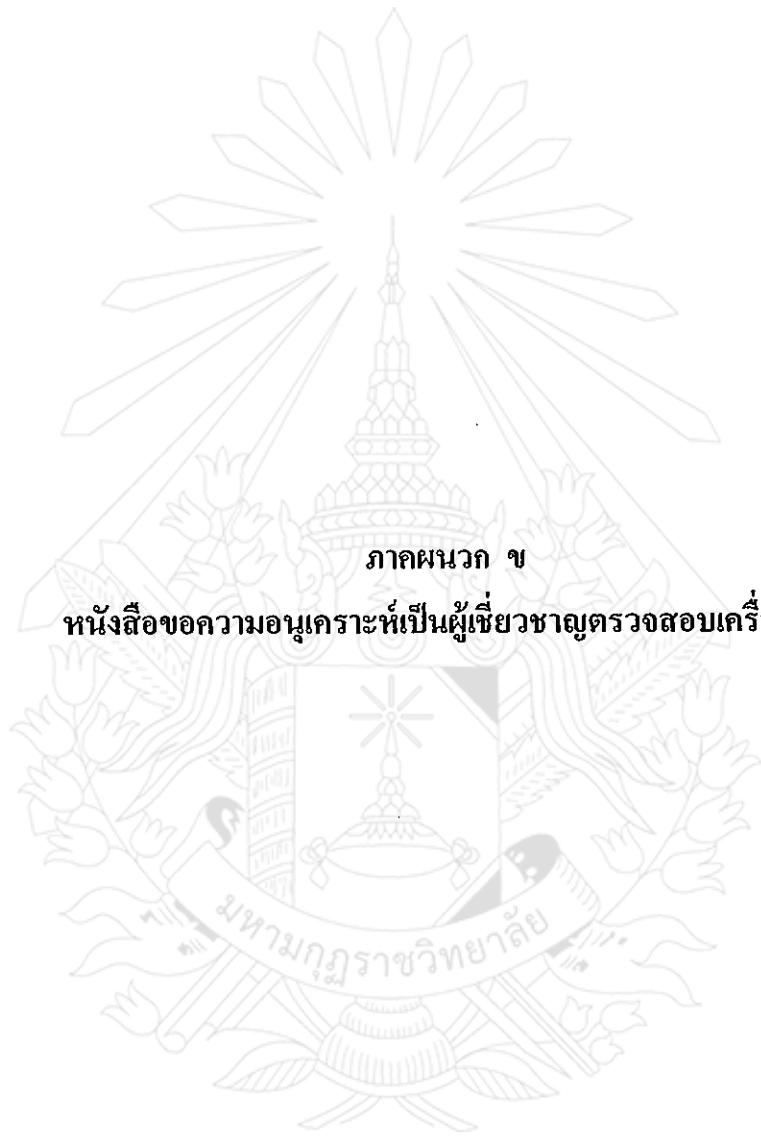 ภาคผนวก ข
หนังสือขอความอนุเคราะห์เป็นผู้เชี่ยวชาญตรวจสอบเครื่
มหามกุฏราชวิทยาลัย